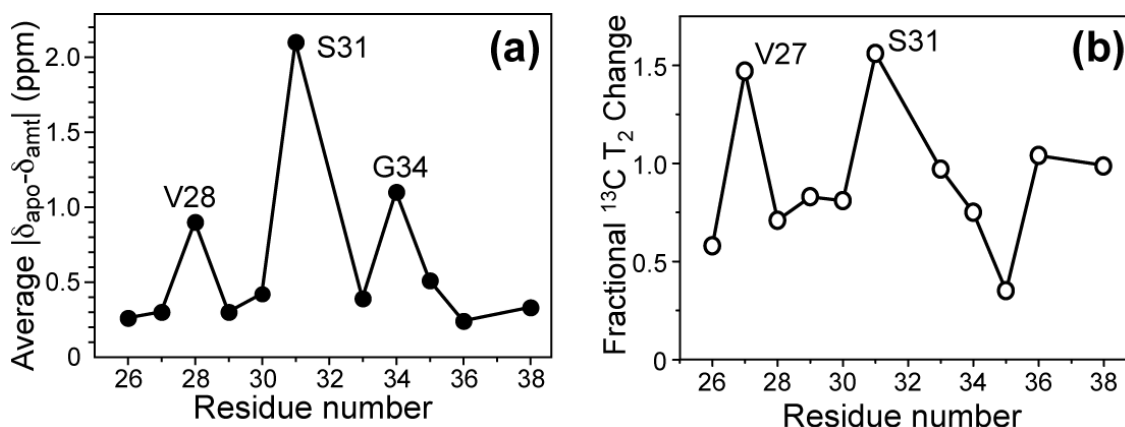 Average |δapo-δamt| (ppm)
2.0
1.5
1.0
0.5
0
(a)
S31
G34
V28
26 28 30 32 34 36 38
Residue number
Fractional 13C T2 Change
1.5
1.0
0.5
0
(b)
V27
S31
26 28 30 32 34 36 38
Residue number